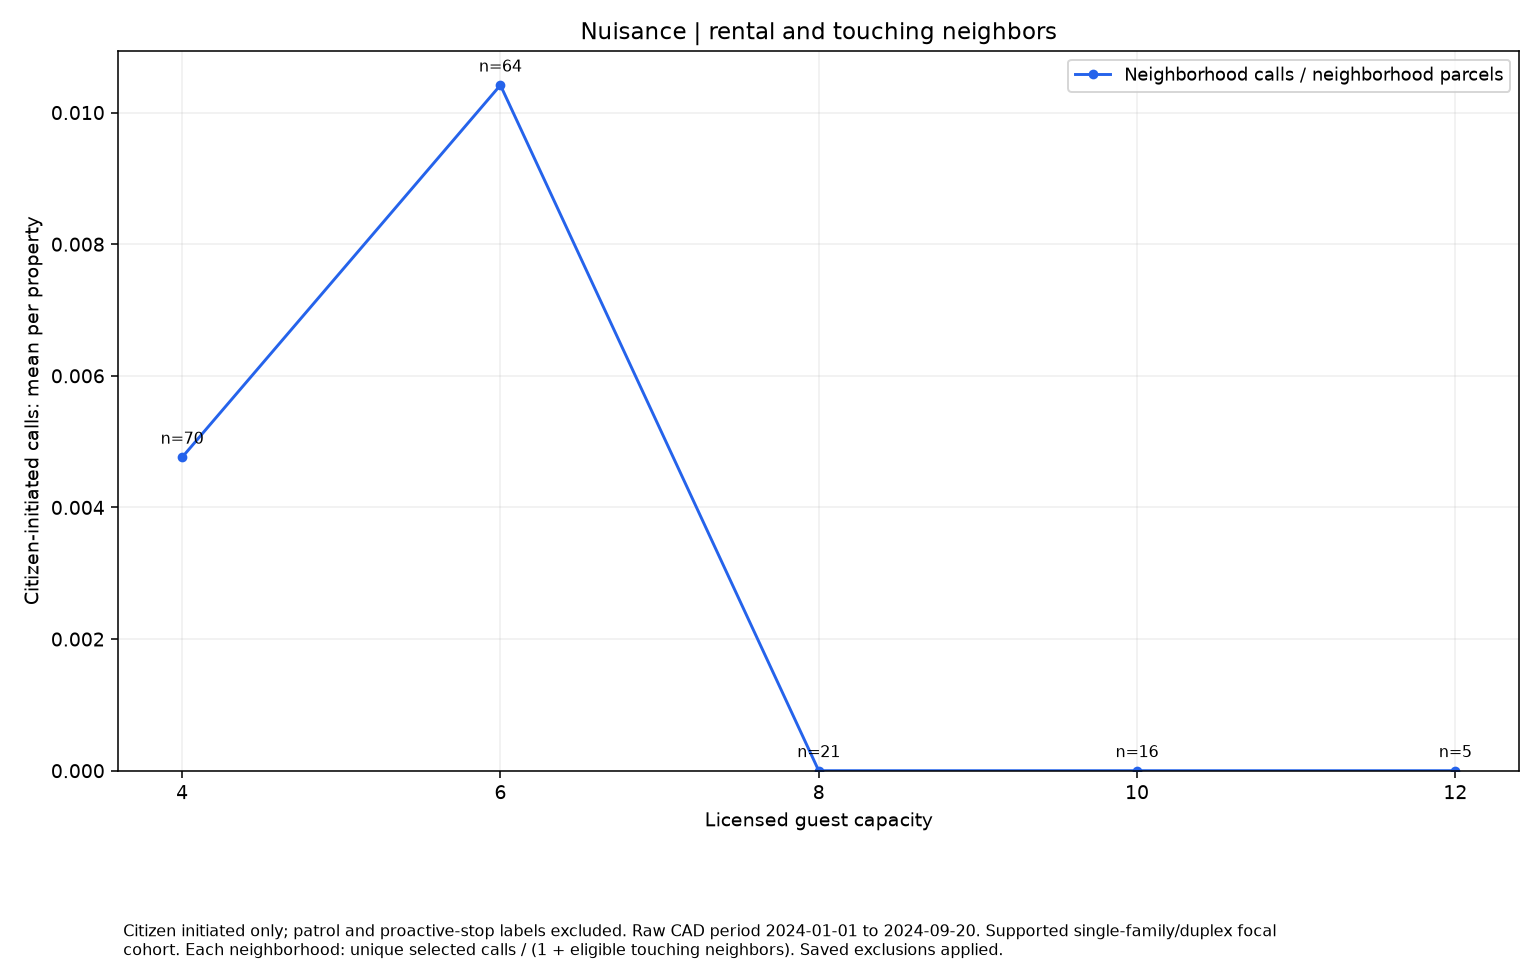 Nuisance | rental and touching neighbors
Neighborhood calls / neighborhood parcels
Citizen-initiated calls: mean per property
0.010
0.008
0.006
0.004
0.002
0.000
n=70
n=64
n=21
n=16
n=5
4
6
8
10
12
Licensed guest capacity
Citizen initiated only; patrol and proactive-stop labels excluded. Raw CAD period 2024-01-01 to 2024-09-20. Supported single-family/duplex focal
cohort. Each neighborhood: unique selected calls / (1 + eligible touching neighbors). Saved exclusions applied.